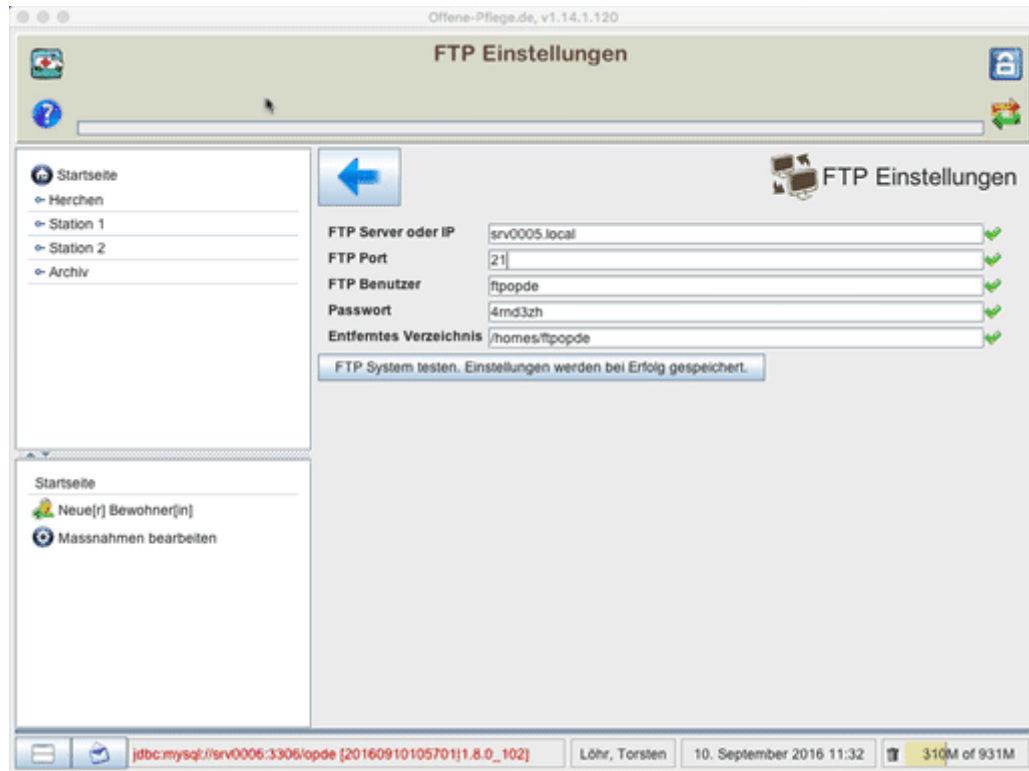 Offene-Pflege.de, v1.14.1.120
FTP Einstellungen
Startseite
Herchen
Station 1
Station 2
Archiv
FTP Einstellungen
FTP Server oder IP srv0005.local
FTP Port 21
FTP Benutzer ftpopde
Passwort 4rnd3zh
Entferntes Verzeichnis /homes/ftpopde
FTP System testen. Einstellungen werden bei Erfolg gespeichert.
Startseite
Neue[r] Bewohner[in]
Massnahmen bearbeiten
jdbc:mysql://srv0006:3306/opde [20160910105701|1.8.0_102] Löhr, Torsten 10. September 2016 11:32 310M of 931M